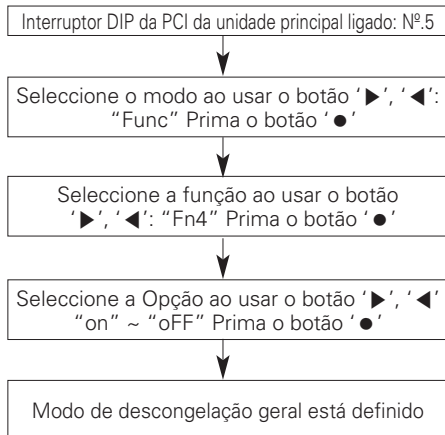 Interruptor DIP da PCI da unidade principal ligado: Nº.5
Seleccione o modo ao usar o botão ‘▶’, ‘◀’:
“Func” Prima o botão ‘●’
Seleccione a função ao usar o botão
‘▶’, ‘◀’: “Fn4” Prima o botão ‘●’
Seleccione a Opção ao usar o botão ‘▶’, ‘◀’
“on” ~ “oFF” Prima o botão ‘●’
Modo de descongelação geral está definido